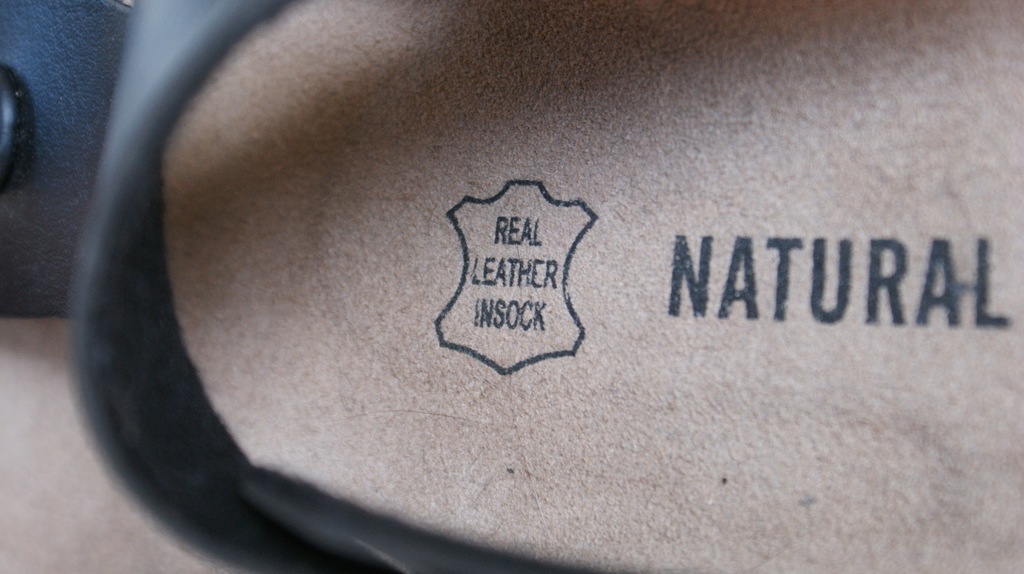 REAL
LEATHER
INSOCK
NATURAL